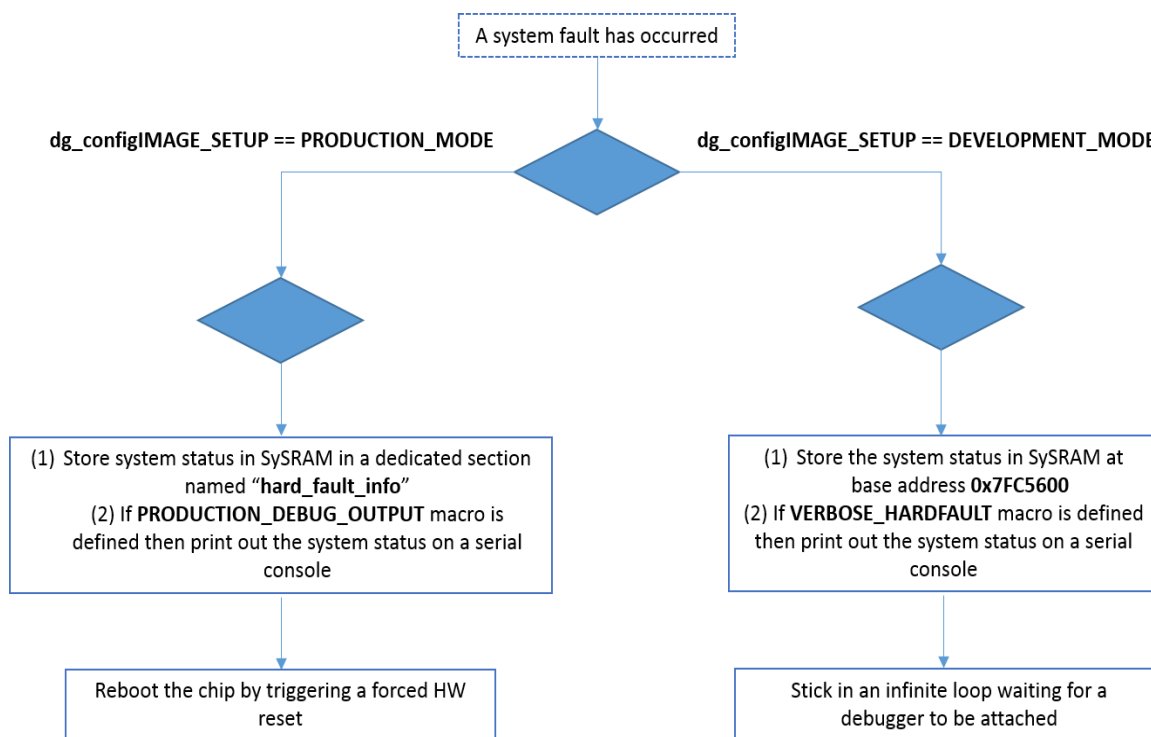 A system fault has occurred
dg_configIMAGE_SETUP == PRODUCTION_MODE
dg_configIMAGE_SETUP == DEVELOPMENT_MODE
(1) Store system status in SySRAM in a dedicated section
named “hard_fault_info”
(2) If PRODUCTION_DEBUG_OUTPUT macro is
defined then print out the system status on a serial
console
(1) Store the system status in SySRAM at
base address 0x7FC5600
(2) If VERBOSE_HARDFAULT macro is defined
then print out the system status on a serial
console
Reboot the chip by triggering a forced HW
reset
Stick in an infinite loop waiting for a
debugger to be attached